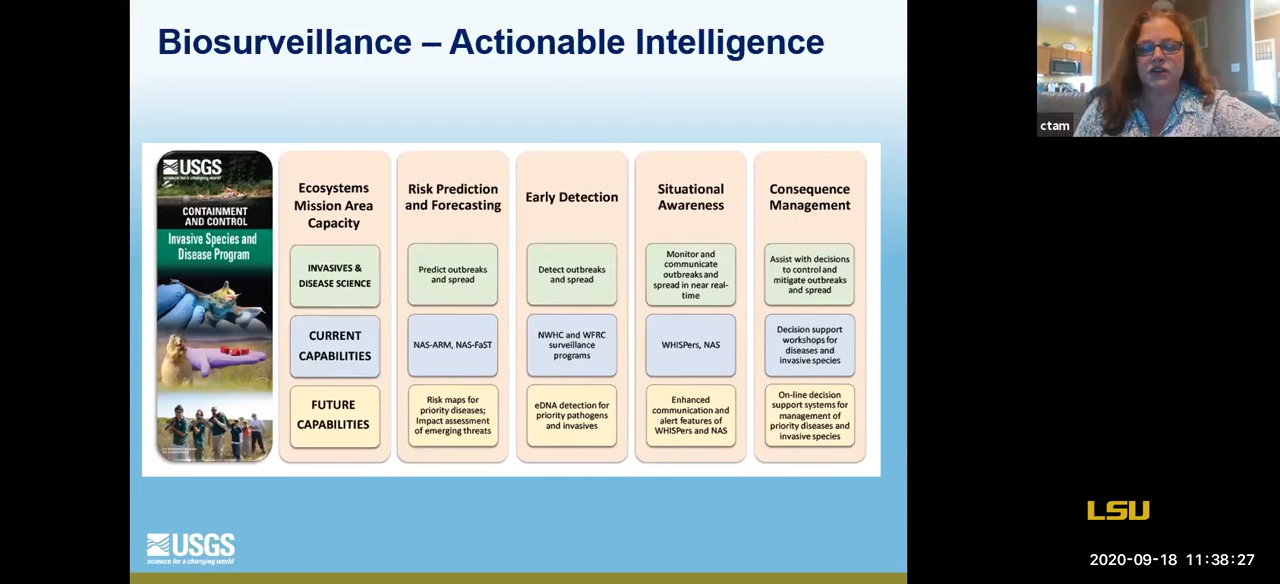 Biosurveillance – Actionable Intelligence
ctam
USGS
science for a changing world
CONTAINMENT
AND CONTROL
Invasive Species and
Disease Program
Ecosystems
Mission Area
Capacity
Risk Prediction
and Forecasting
Early Detection
Situational
Awareness
Consequence
Management
INVASIVES &
DISEASE SCIENCE
Predict outbreaks
and spread
Detect outbreaks
and spread
Monitor and
communicate
outbreaks and
spread in near real-
time
Assist with decisions
to control and
mitigate outbreaks
and spread
CURRENT
CAPABILITIES
NAS-ARM, NAS-FaST
NWHC and WFRC
surveillance
programs
WHISPers, NAS
Decision support
workshops for
diseases and
invasive species
FUTURE
CAPABILITIES
Risk maps for
priority diseases;
Impact assessment
of emerging threats
eDNA detection for
priority pathogens
and invasives
Enhanced
communication and
alert features of
WHISPers and NAS
On-line decision
support systems for
management of
priority diseases and
invasive species
USGS
science for a changing world
LSU
2020-09-18 11:38:27